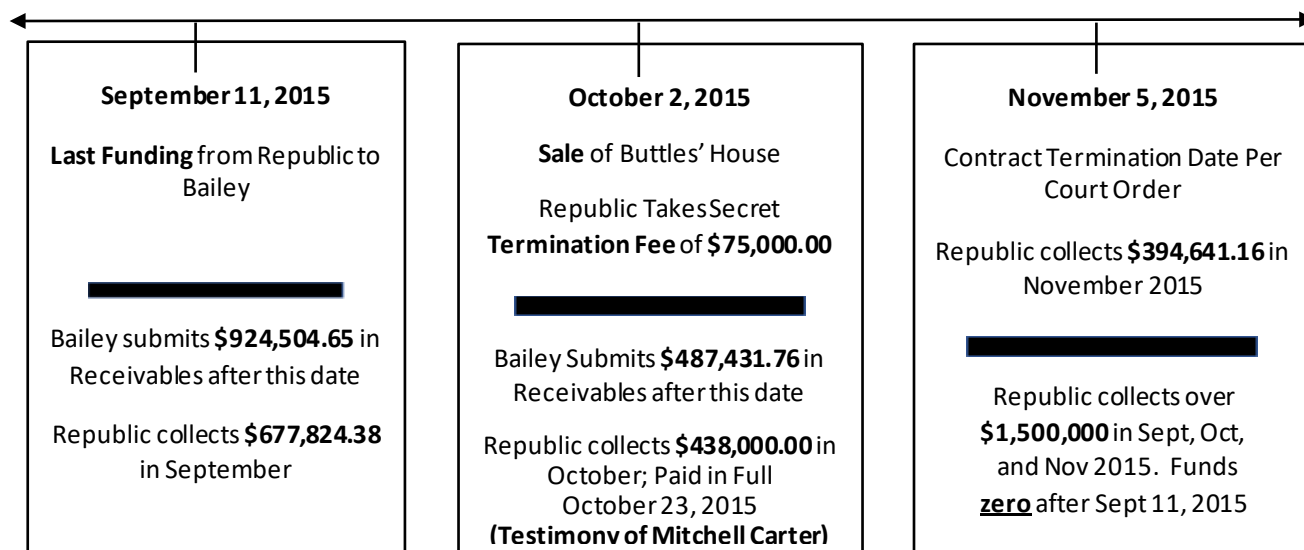 September 11, 2015
Last Funding from Republic to
Bailey
Bailey submits $924,504.65 in
Receivables after this date
Republic collects $677,824.38
in September
October 2, 2015
Sale of Buttles' House
Republic Takes Secret
Termination Fee of $75,000.00
Bailey Submits $487,431.76 in
Receivables after this date
Republic collects $438,000.00 in
October; Paid in Full
October 23, 2015
(Testimony of Mitchell Carter)
November 5, 2015
Contract Termination Date Per
Court Order
Republic collects $394,641.16 in
November 2015
Republic collects over
$1,500,000 in Sept, Oct,
and Nov 2015. Funds
zero after Sept 11, 2015